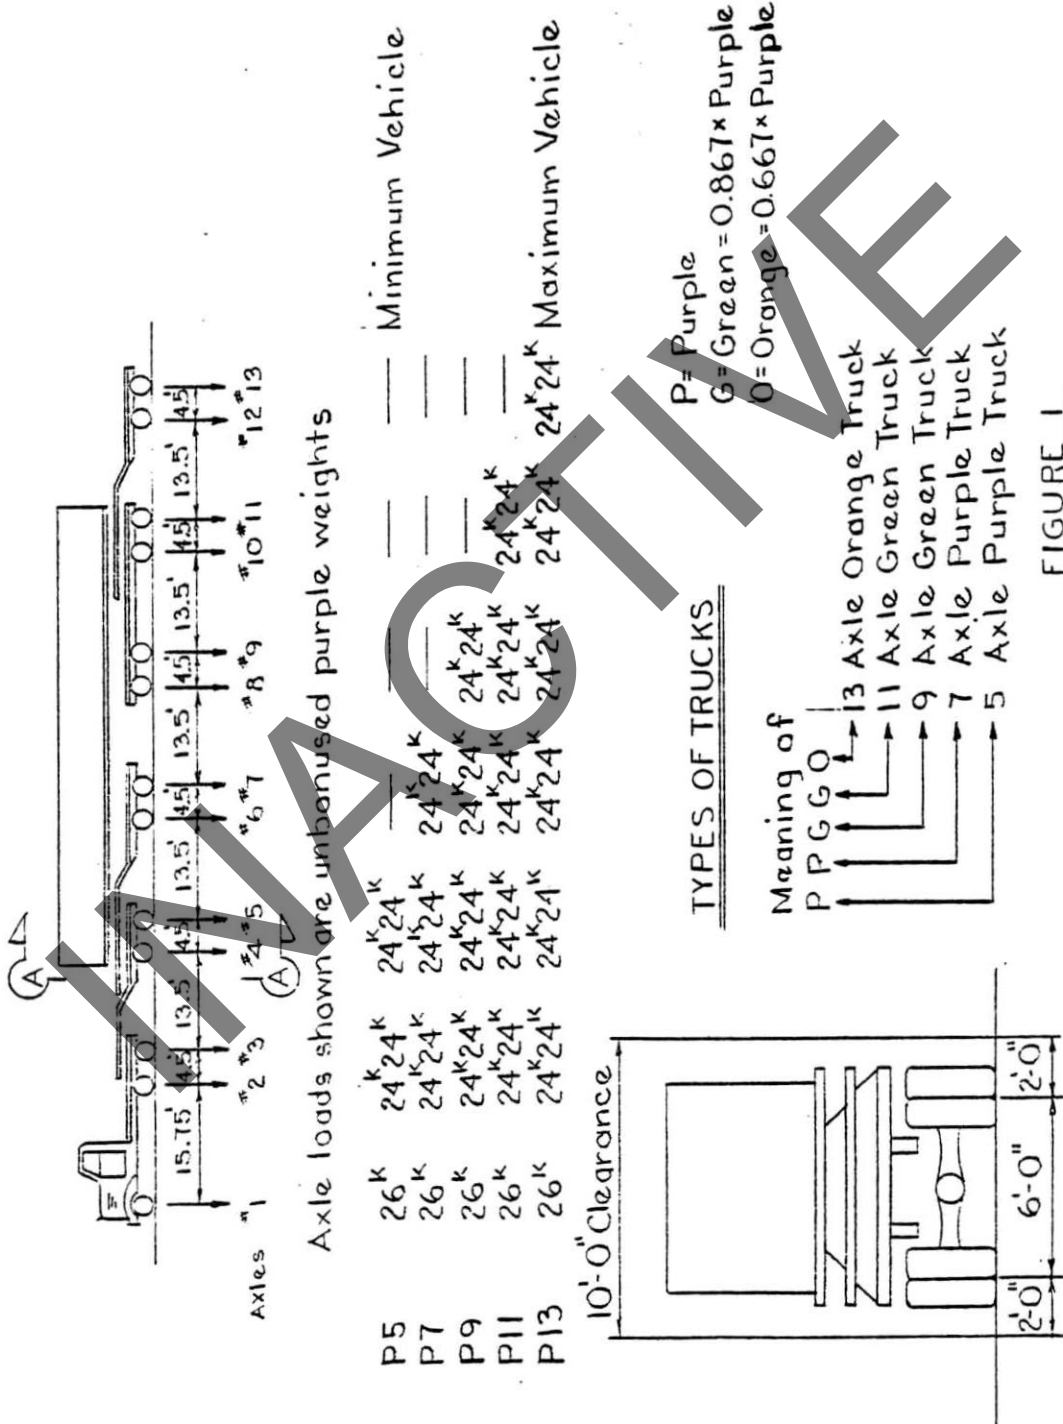 A
15.75' 4.5' 13.5' 4.5' 13.5' 4.5' 13.5' 4.5' 13.5' 4.5' 13.5' 4.5'
Axles #1 #2 #3 #4 #5 #6 #7 #8 #9 #10 #11 #12 #13
A
Axle loads shown are unbonused purple weights
P5 26K 24K 24K 24K 24K — — — — Minimum Vehicle
P7 26K 24K 24K 24K 24K 24K 24K — — —
P9 26K 24K 24K 24K 24K 24K 24K 24K 24K — —
P11 26K 24K 24K 24K 24K 24K 24K 24K 24K 24K 24K —
P13 26K 24K 24K 24K 24K 24K 24K 24K 24K 24K 24K 24K 24K Maximum Vehicle
10'-0" Clearance
2'-0" 6'-0" 2'-0"
TYPES OF TRUCKS
P = Purple
G = Green = 0.867 × Purple
O = Orange = 0.667 × Purple
Meaning of
P P G G O
13 Axle Orange Truck
11 Axle Green Truck
9 Axle Green Truck
7 Axle Purple Truck
5 Axle Purple Truck
FIGURE 1
INACTIVE